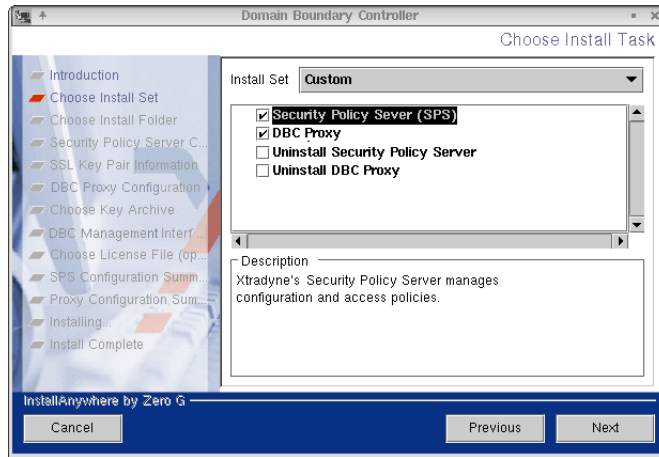 Domain Boundary Controller
Choose Install Task
Introduction
Choose Install Set
Choose Install Folder
Security Policy Server C...
SSL Key Pair Information
DBC Proxy Configuration
Choose Key Archive
DBC Management Interf...
Choose License File (op...
SPS Configuration Summ...
Proxy Configuration Sum...
Installing...
Install Complete
Install Set Custom
Security Policy Sever (SPS)
DBC Proxy
Uninstall Security Policy Server
Uninstall DBC Proxy
Description
Xtradyne's Security Policy Server manages
configuration and access policies.
InstallAnywhere by Zero G
Cancel Previous Next